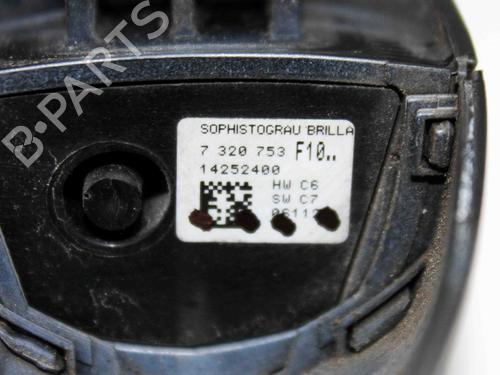 B-PARTS
SOPHISTOGRAU BRILLA
7 320 753 F10..
14252400
HW C6
SW C7